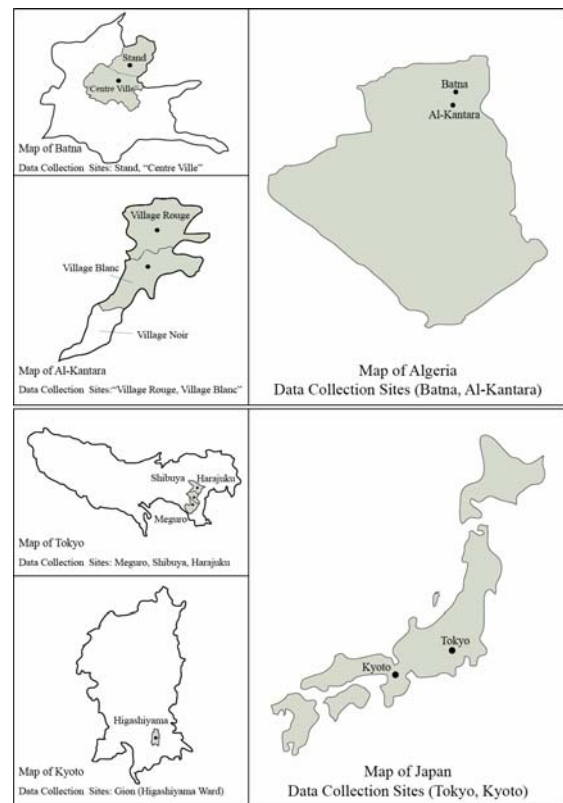 Stand
Centre Ville
Map of Batna
Data Collection Sites: Stand, “Centre Ville”
Village Rouge
Village Blanc
Village Noir
Map of Al-Kantara
Data Collection Sites:“Village Rouge, Village Blanc”
Batna
Al-Kantara
Map of Algeria
Data Collection Sites (Batna, Al-Kantara)
Shibuya Harajuku
Meguro
Map of Tokyo
Data Collection Sites: Meguro, Shibuya, Harajuku
Higashiyama
Map of Kyoto
Data Collection Sites: Gion (Higashiyama Ward)
Tokyo
Kyoto
Map of Japan
Data Collection Sites (Tokyo, Kyoto)